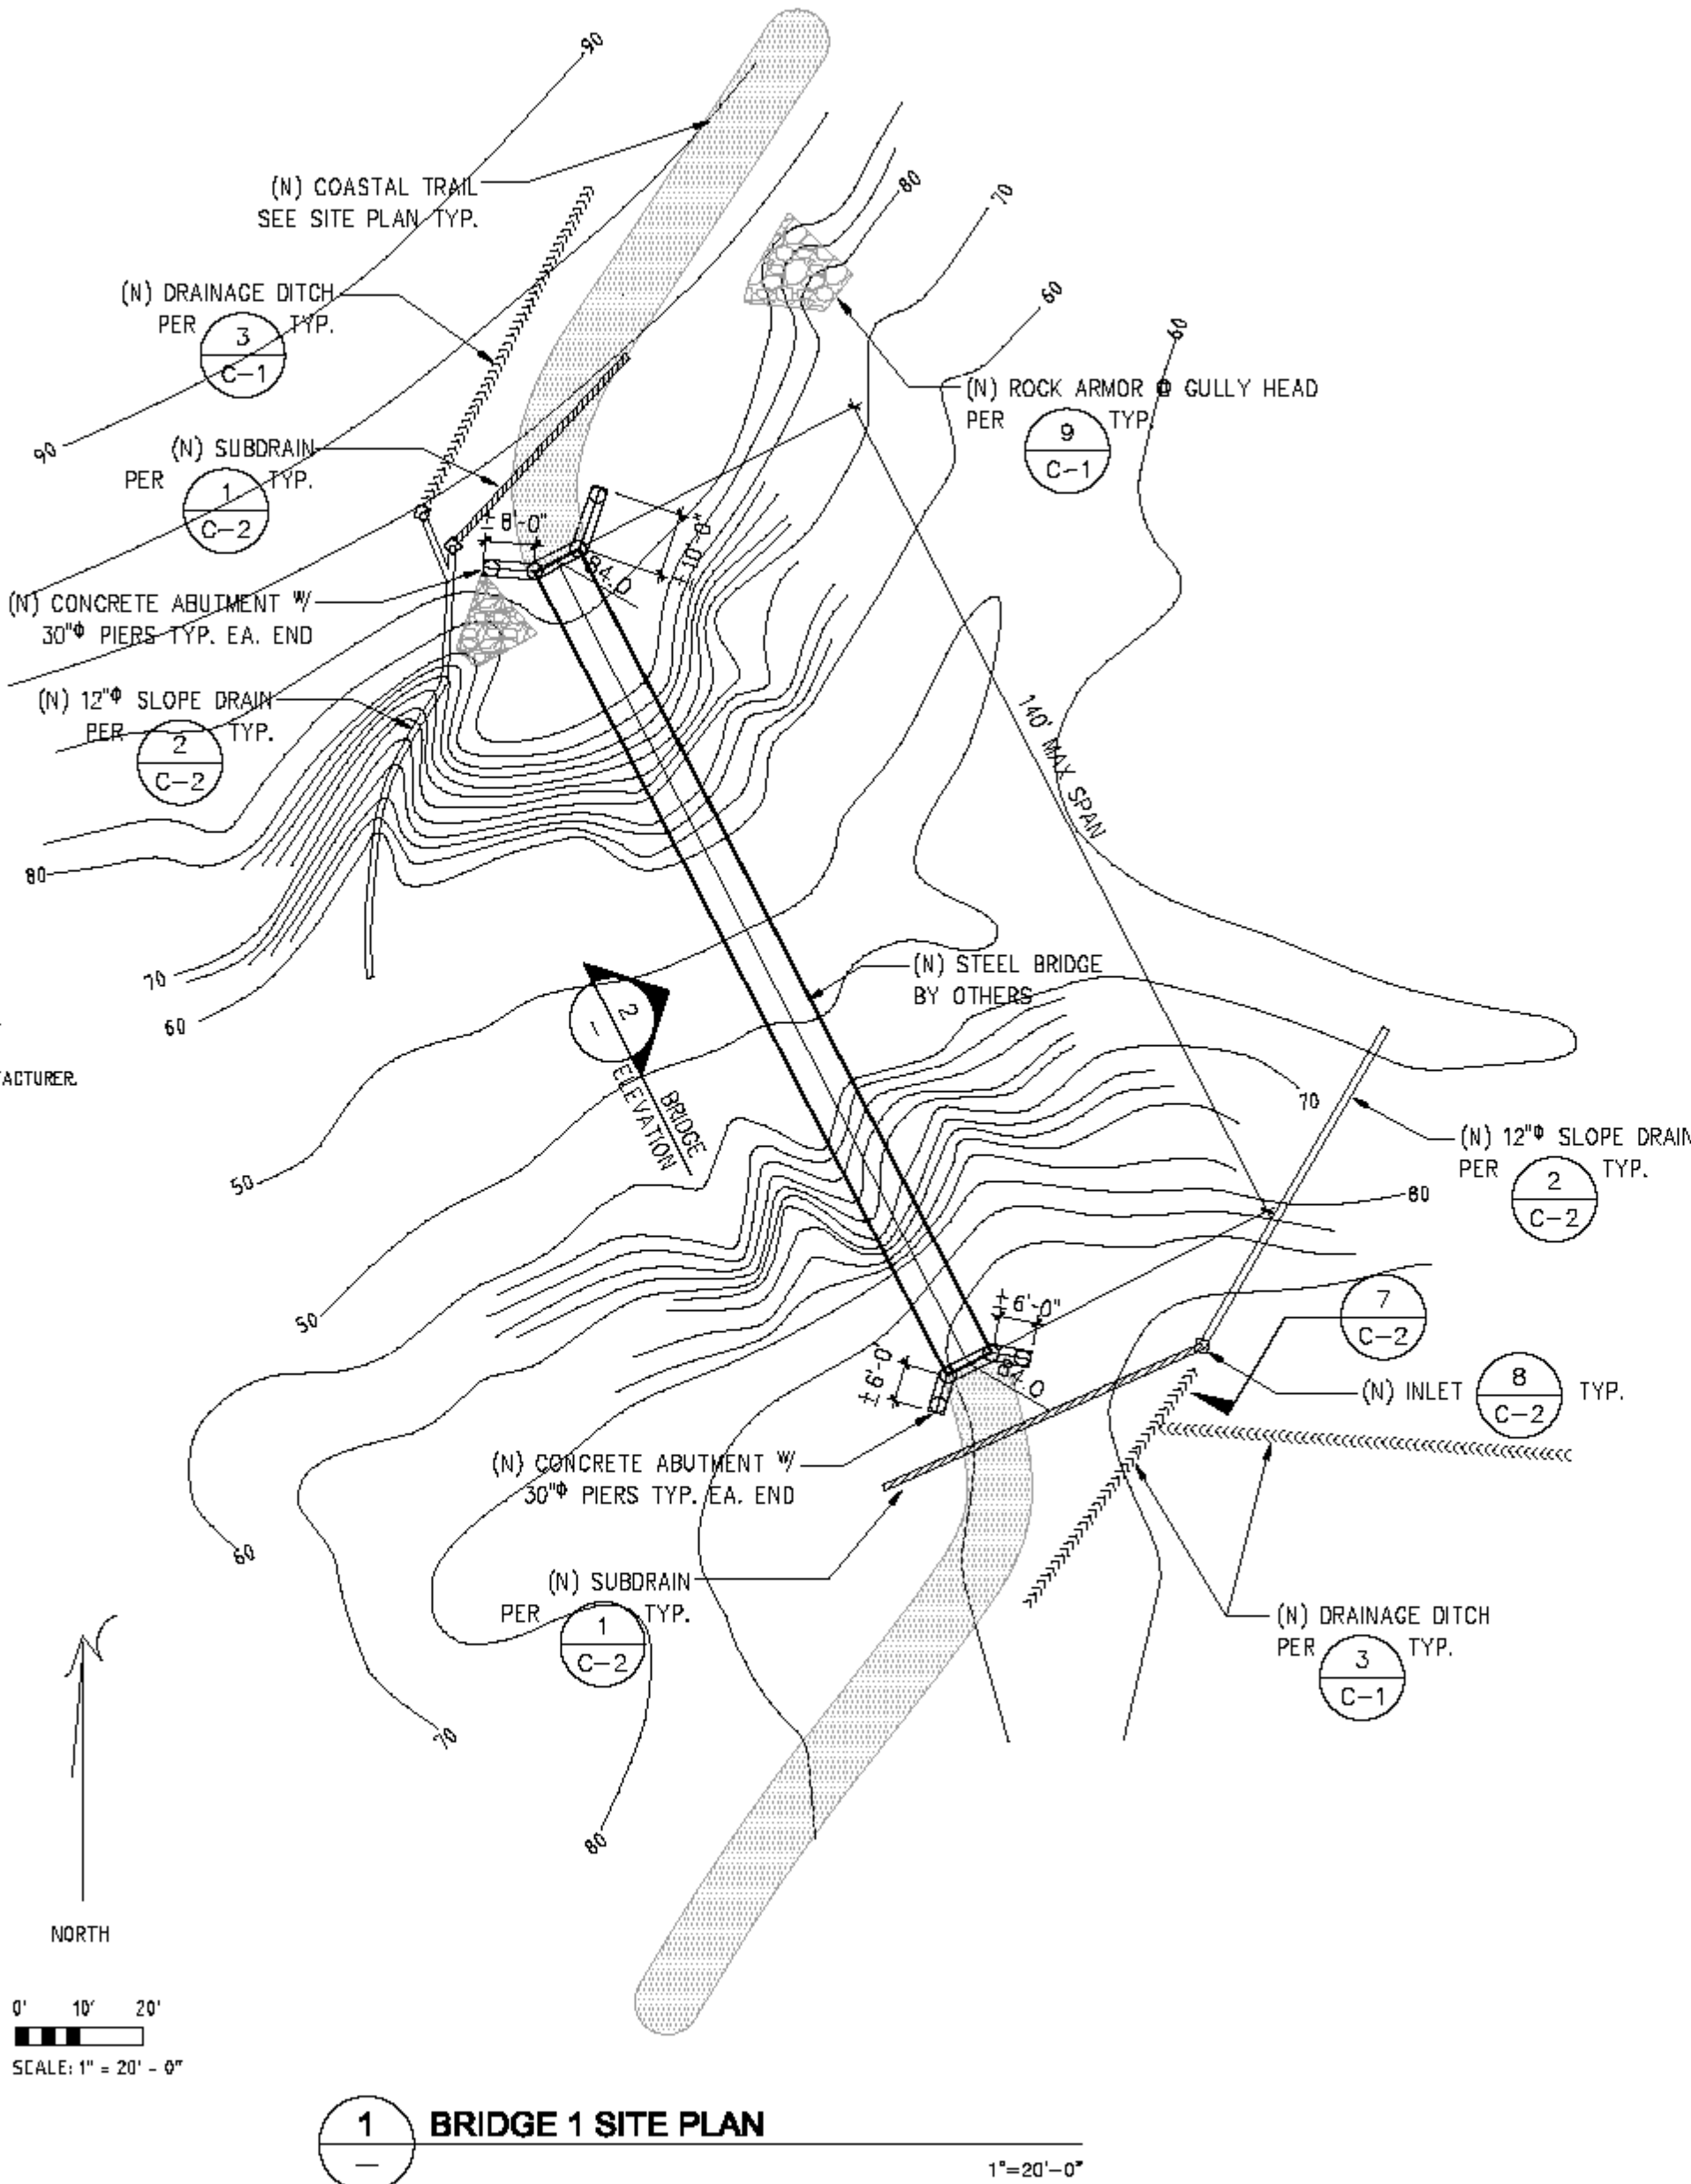 90
(N) COASTAL TRAIL
SEE SITE PLAN TYP.
80
70
(N) DRAINAGE DITCH
PER 3 TYP.
C-1
60
60
(N) ROCK ARMOR @ GULLY HEAD
PER 9 TYP.
C-1
90
(N) SUBDRAIN
PER 1 TYP.
C-2
± 8'-0"
± 10'-0"
84.0
(N) CONCRETE ABUTMENT W/
30"Φ PIERS TYP. EA. END
(N) 12"Φ SLOPE DRAIN
PER 2 TYP.
C-2
140' MAX SPAN
80
70
60
(N) STEEL BRIDGE
BY OTHERS
2
—
BRIDGE
ELEVATION
ACTURER.
70
(N) 12"Φ SLOPE DRAIN
PER 2 TYP.
C-2
50
80
50
7
C-2
±6'-0"
±6'-0"
84.0
(N) INLET 8 TYP.
C-2
(N) CONCRETE ABUTMENT W/
30"Φ PIERS TYP. EA. END
60
(N) SUBDRAIN
PER 1 TYP.
C-2
(N) DRAINAGE DITCH
PER 3 TYP.
C-1
70
80
NORTH
0' 10' 20'
SCALE: 1" = 20' - 0"
1
—
BRIDGE 1 SITE PLAN
1"=20'-0"